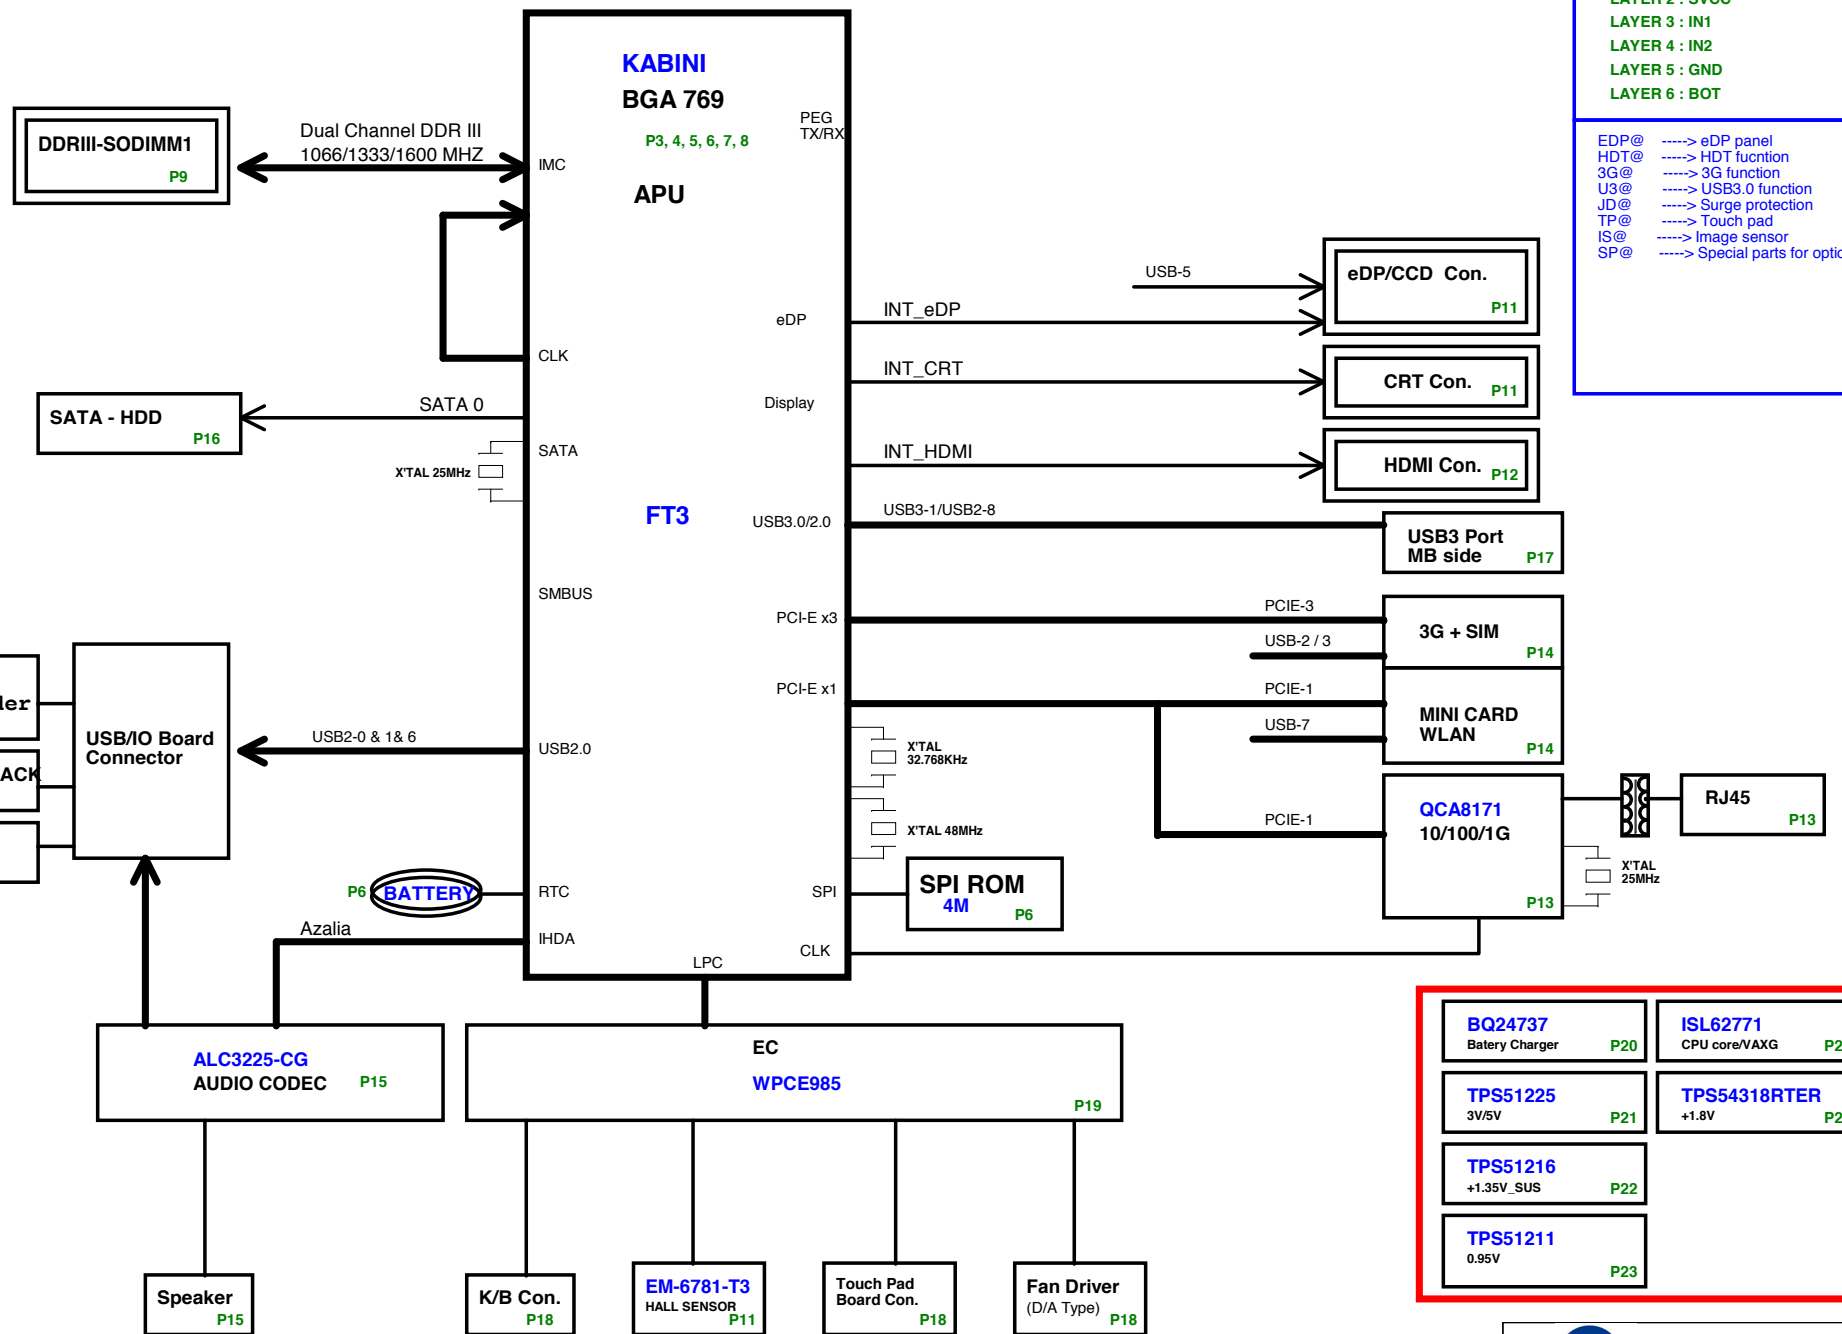 LAYER 3 : IN1
LAYER 4 : IN2
LAYER 5 : GND
LAYER 6 : BOT
EDP@ -----> eDP panel
HDT@ -----> HDT fucntion
3G@ -----> 3G function
U3@ -----> USB3.0 function
JD@ -----> Surge protection
TP@ -----> Touch pad
IS@ -----> Image sensor
SP@ -----> Special parts for
KABINI
BGA 769
P3, 4, 5, 6, 7, 8
APU
FT3
PEG
TX/RX
IMC
CLK
SATA
SMBUS
USB2.0
RTC
IHDA
LPC
eDP
Display
USB3.0/2.0
PCI-E x3
PCI-E x1
SPI
CLK
DDRIII-SODIMM1
P9
Dual Channel DDR III
1066/1333/1600 MHZ
SATA - HDD
P16
SATA 0
X'TAL 25MHz
USB/IO Board
Connector
USB2-0 & 1& 6
P6
BATTERY
Azalia
USB-5
INT_eDP
eDP/CCD Con.
P11
INT_CRT
CRT Con.
P11
INT_HDMI
HDMI Con.
P12
USB3-1/USB2-8
USB3 Port
MB side
P17
PCIE-3
USB-2 / 3
3G + SIM
P14
PCIE-1
USB-7
MINI CARD
WLAN
P14
X'TAL
32.768KHz
X'TAL 48MHz
PCIE-1
QCA8171
10/100/1G
P13
RJ45
P13
X'TAL
25MHz
SPI ROM
4M
P6
ALC3225-CG
AUDIO CODEC
P15
EC
WPCE985
P19
Speaker
P15
K/B Con.
P18
EM-6781-T3
HALL SENSOR
P11
Touch Pad
Board Con.
P18
Fan Driver
(D/A Type)
P18
BQ24737
Batery Charger
P20
ISL62771
CPU core/VAXG
TPS51225
3V/5V
P21
TPS54318RTER
+1.8V
TPS51216
+1.35V_SUS
P22
TPS51211
0.95V
P23